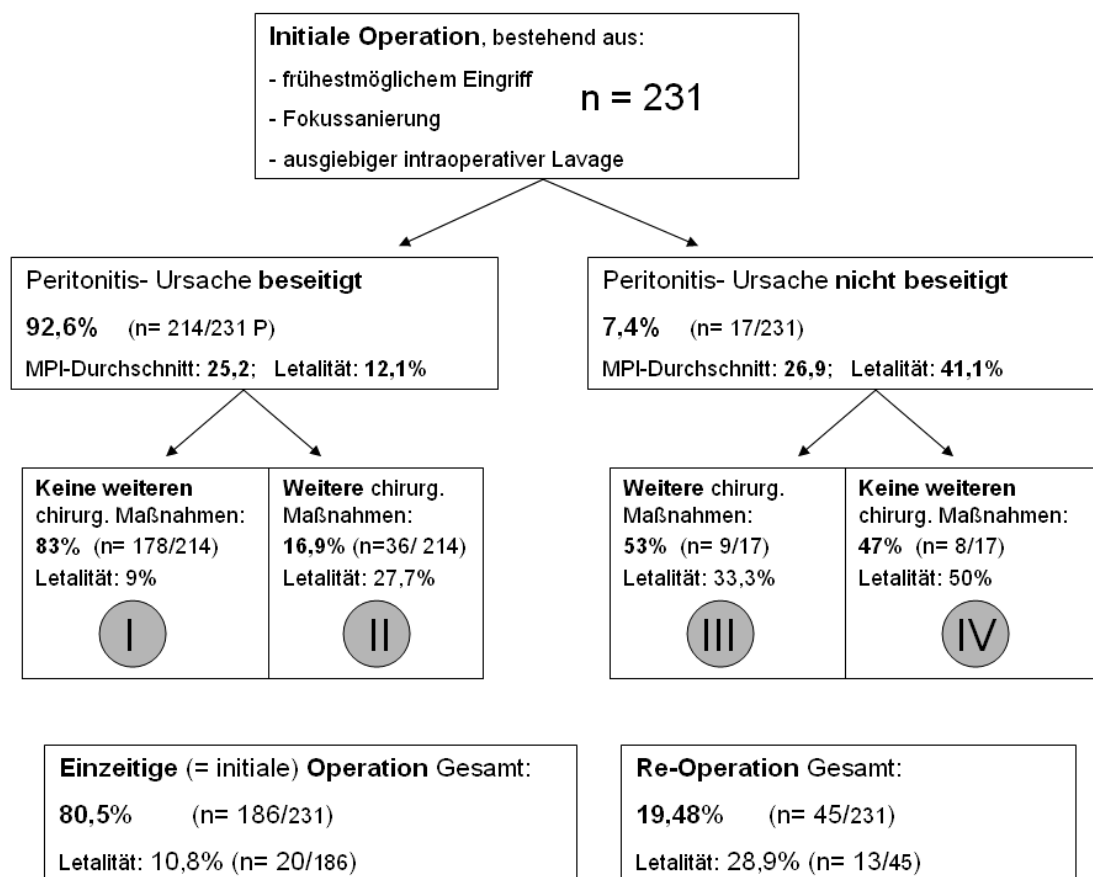 Initiale Operation, bestehend aus:
- frühestmöglichem Eingriff
n = 231
- Fokussanierung
- ausgiebiger intraoperativer Lavage
Peritonitis- Ursache beseitigt
92,6% (n= 214/231 P)
MPI-Durchschnitt: 25,2; Letalität: 12,1%
Peritonitis- Ursache nicht beseitigt
7,4% (n= 17/231)
MPI-Durchschnitt: 26,9; Letalität: 41,1%
Keine weiteren
chirurg. Maßnahmen:
83% (n= 178/214)
Letalität: 9%
I
Weitere chirurg.
Maßnahmen:
16,9% (n=36/ 214)
Letalität: 27,7%
II
Weitere chirurg.
Maßnahmen:
53% (n= 9/17)
Letalität: 33,3%
III
Keine weiteren
chirurg. Maßnahmen:
47% (n= 8/17)
Letalität: 50%
IV
Einzeitige (= initiale) Operation Gesamt:
80,5% (n= 186/231)
Letalität: 10,8% (n= 20/186)
Re-Operation Gesamt:
19,48% (n= 45/231)
Letalität: 28,9% (n= 13/45)